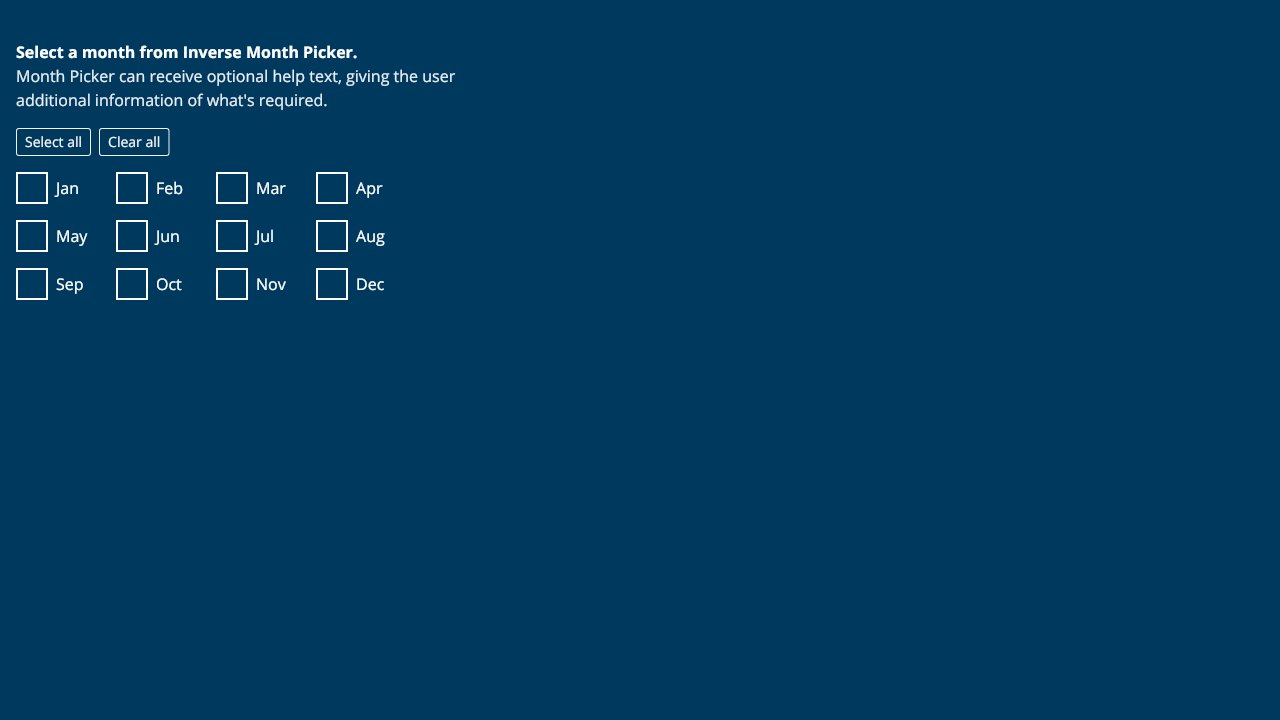 Select a month from Inverse Month Picker.
Month Picker can receive optional help text, giving the user
additional information of what's required.
Select all Clear all
Jan Feb Mar Apr
May Jun Jul Aug
Sep Oct Nov Dec